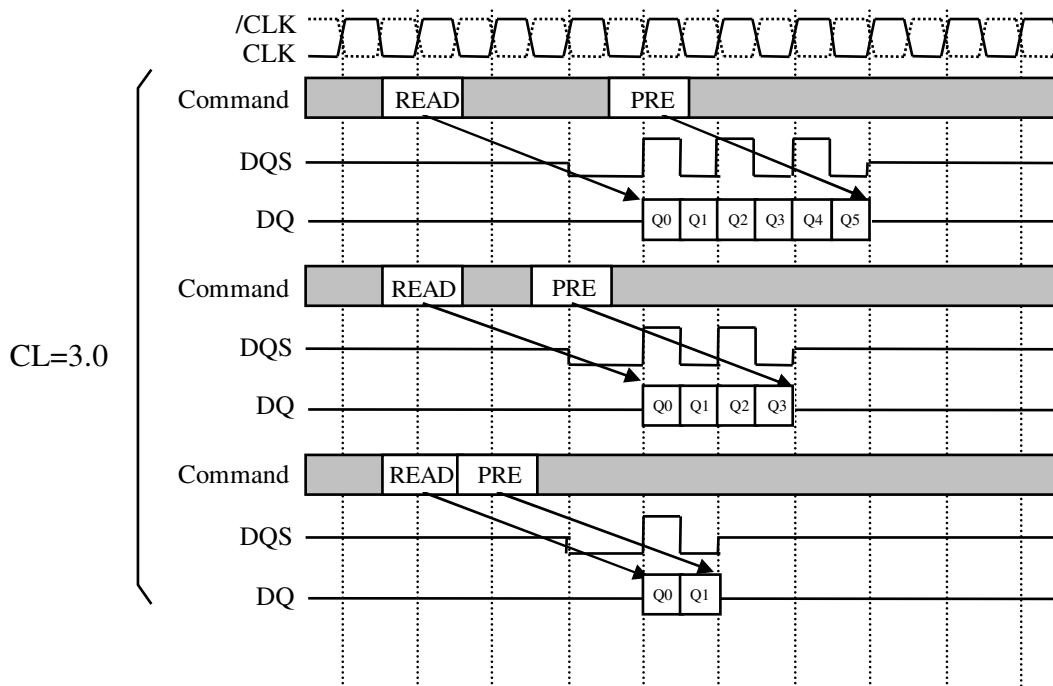 /CLK
CLK
Command READ PRE
DQS
DQ Q0 Q1 Q2 Q3 Q4 Q5
Command READ PRE
CL=3.0
DQS
DQ Q0 Q1 Q2 Q3
Command READ PRE
DQS
DQ Q0 Q1